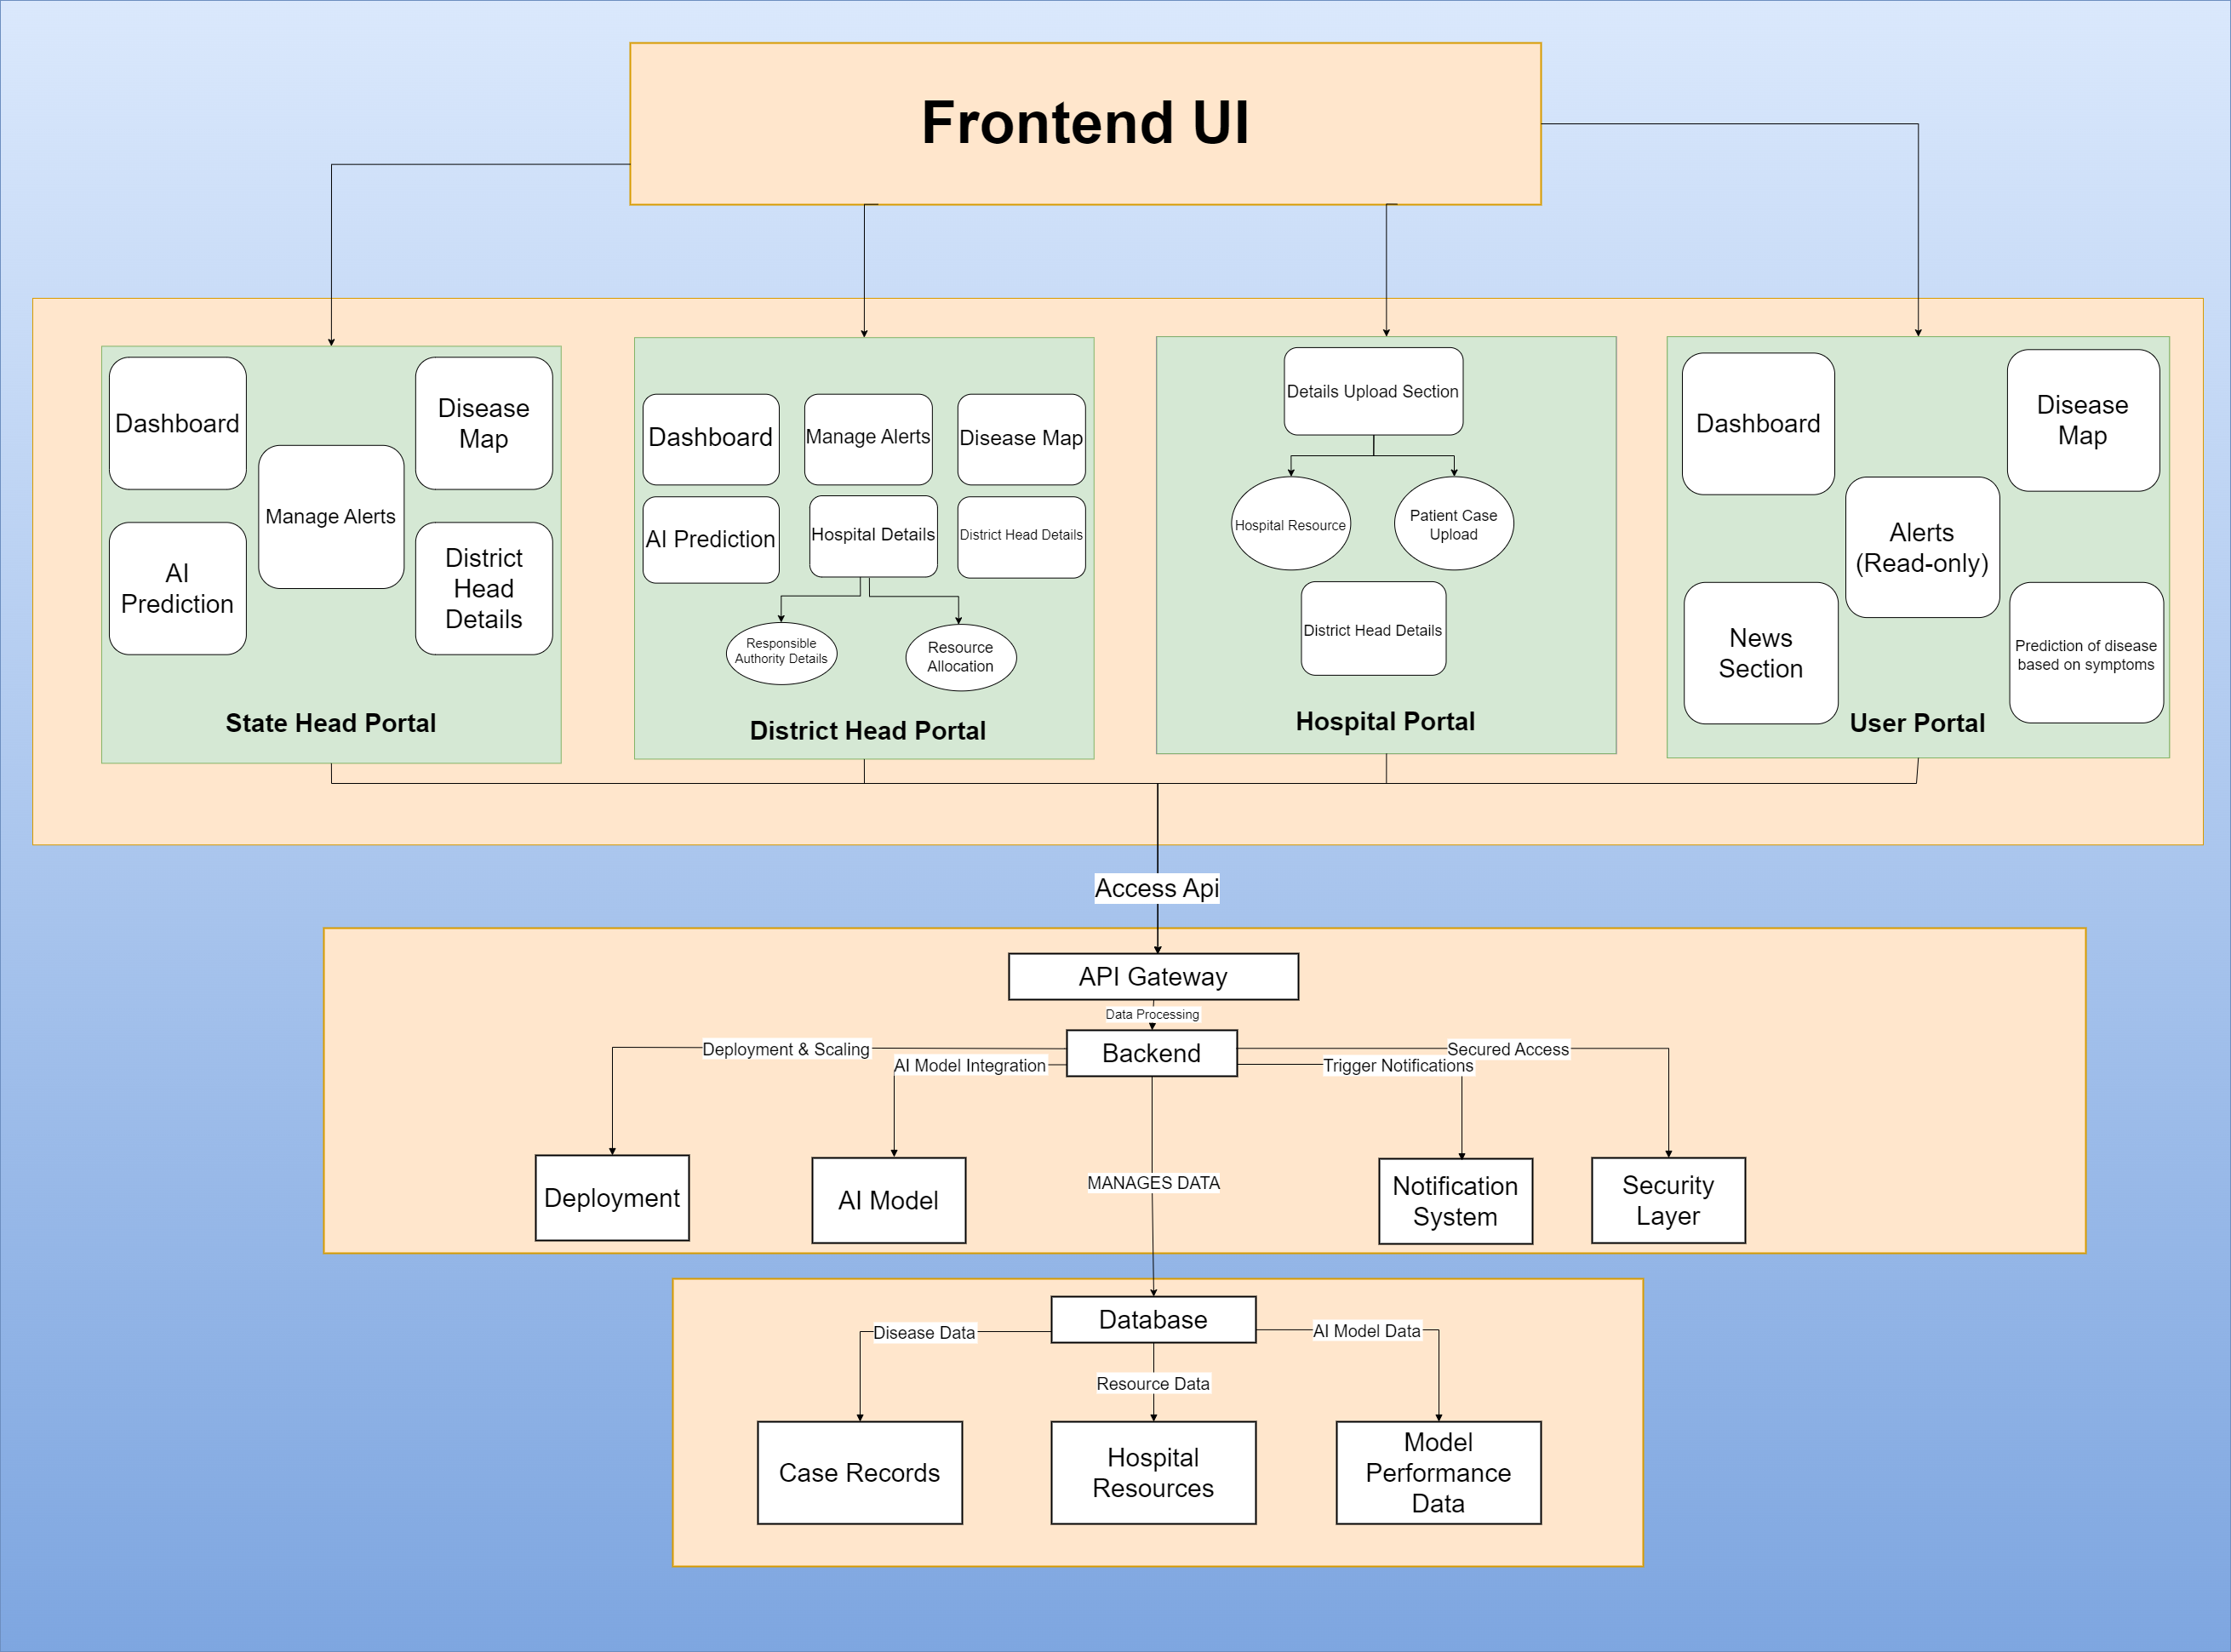 Frontend UI
Dashboard
Disease
Map
Manage Alerts
AI
Prediction
District
Head
Details
State Head Portal
Dashboard
Manage Alerts
Disease Map
AI Prediction
Hospital Details
District Head Details
Responsible
Authority Details
Resource
Allocation
District Head Portal
Details Upload Section
Hospital Resource
Patient Case
Upload
District Head Details
Hospital Portal
Dashboard
Disease
Map
Alerts
(Read-only)
News
Section
Prediction of disease
based on symptoms
User Portal
Access Api
API Gateway
Data Processing
Backend
Deployment & Scaling
AI Model Integration
Secured Access
Trigger Notifications
MANAGES DATA
Deployment
AI Model
Notification
System
Security
Layer
Database
Disease Data
AI Model Data
Resource Data
Case Records
Hospital
Resources
Model
Performance
Data